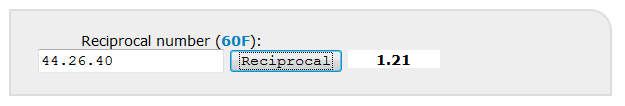 Reciprocal number (60F):
44.26.40 Reciprocal 1.21